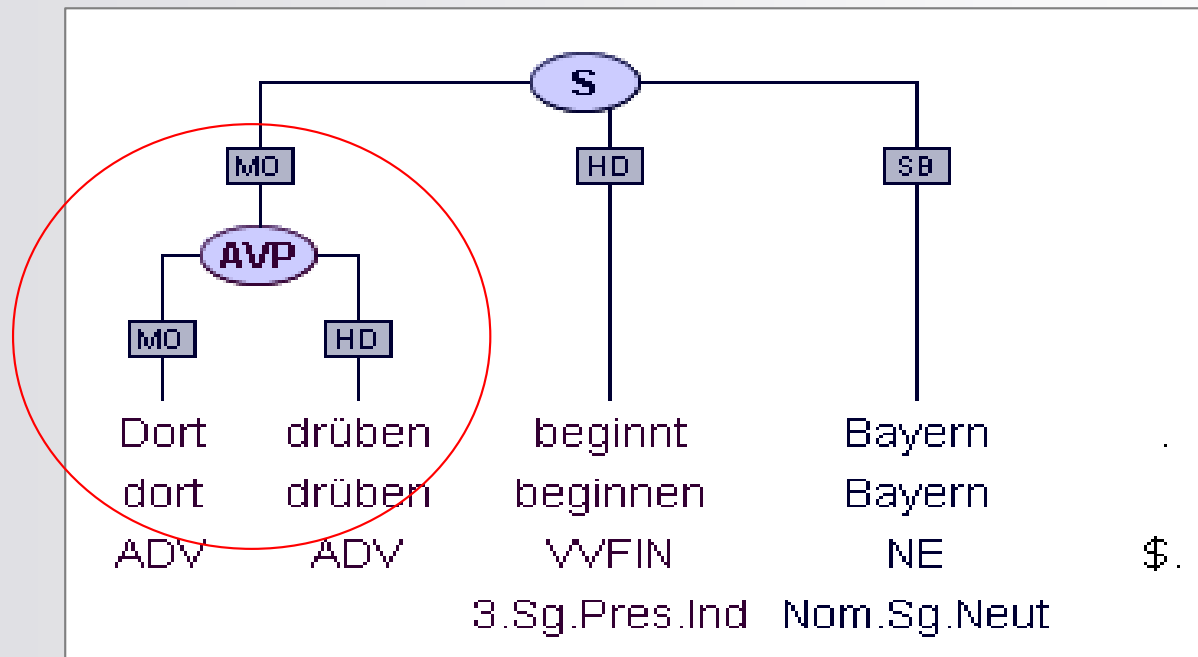 S
MO HD SB
AVP
MO HD
Dort drüben beginnt Bayern .
dort drüben beginnen Bayern
ADV ADV VVFIN NE $.
3.Sg.Pres.Ind Nom.Sg.Neut